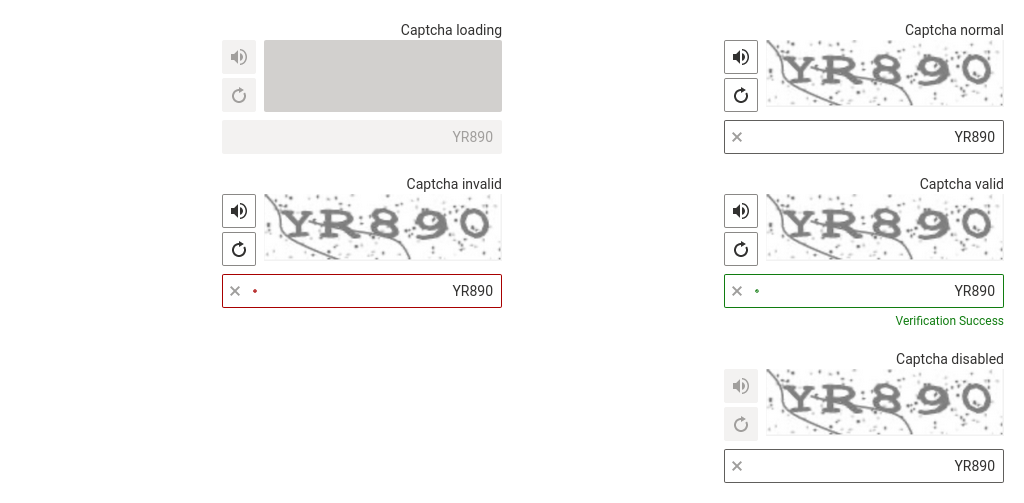 Captcha loading
YR890
Captcha normal
YR890
YR890
Captcha invalid
YR890
YR890
Captcha valid
YR890
YR890
Verification Success
Captcha disabled
YR890
YR890